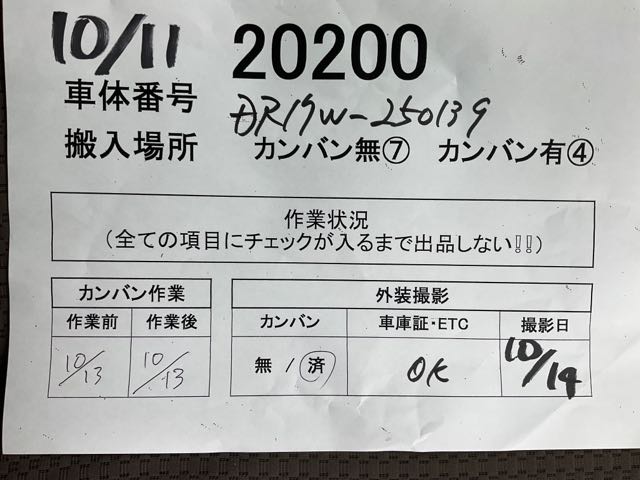 10/11 20200
車体番号 DR17W-250139
搬入場所 カンバン無⑦ カンバン有④
作業状況
(全ての項目にチェックが入るまで出品しない!!)
カンバン作業
作業前 作業後
10/13 10/13
外装撮影
カンバン 車庫証・ETC 撮影日
無 / 済 OK 10/14